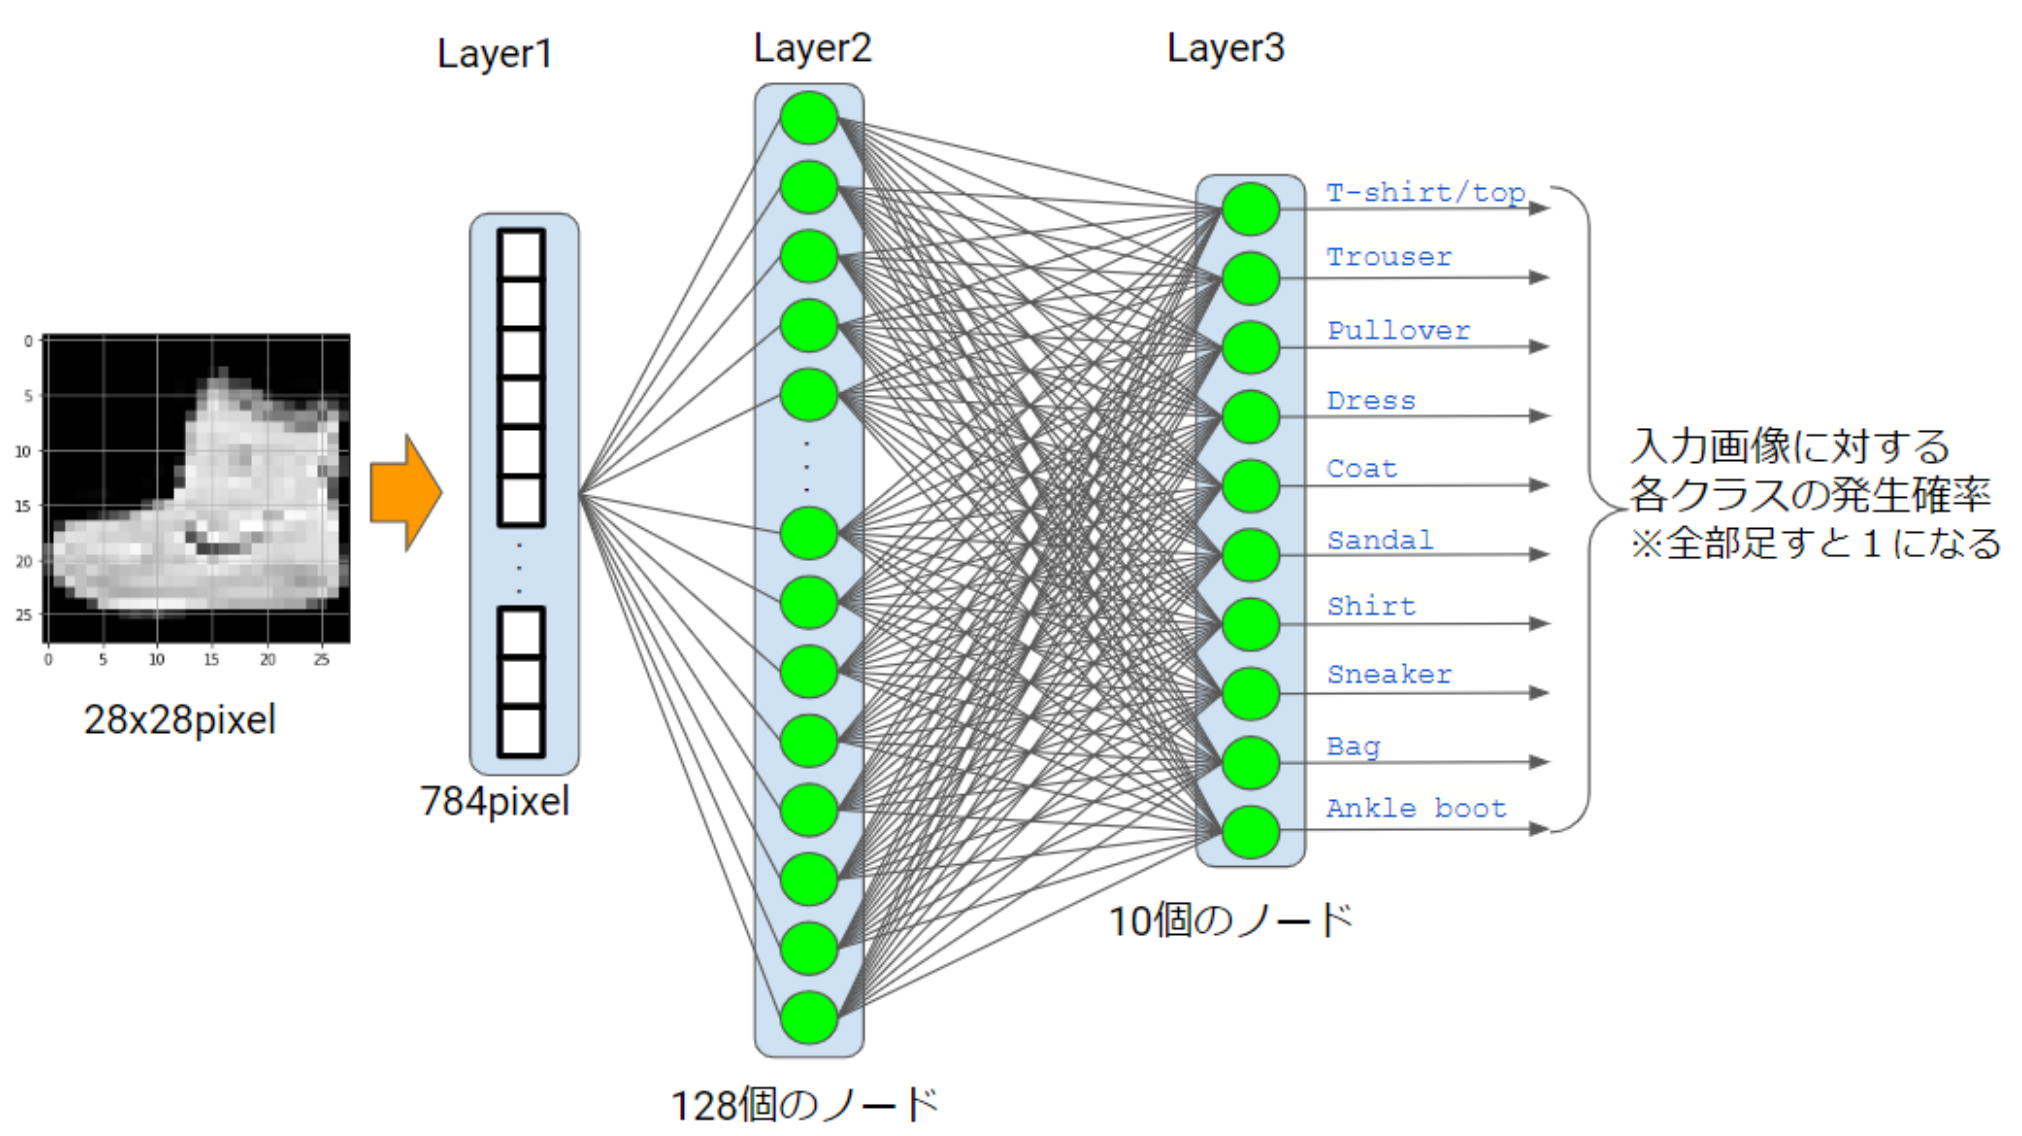 Layer1
Layer2
Layer3
0
5
10
15
20
25
0 5 10 15 20 25
28x28pixel
784pixel
128個のノード
10個のノード
T-shirt/top
Trouser
Pullover
Dress
Coat
Sandal
Shirt
Sneaker
Bag
Ankle boot
入力画像に対する
各クラスの発生確率
※全部足すと１になる